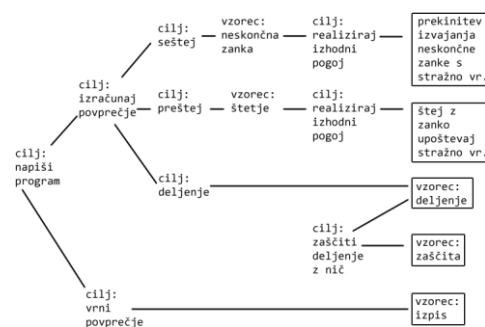 cilj:
seštej
vzorec:
neskončna
zanka
cilj:
realiziraj
izhodni
pogoj
prekinitev
izvajanja
neskončne
zanke s
stražno vr.
cilj:
izračunaj
povprečje
cilj:
preštej
vzorec:
štetje
cilj:
realiziraj
izhodni
pogoj
štej z
zanko
upoštevaj
stražno vr.
cilj:
napiši
program
cilj:
deljenje
vzorec:
deljenje
cilj:
zaščiti
deljenje
z nič
vzorec:
zaščita
cilj:
vrni
povprečje
vzorec:
izpis